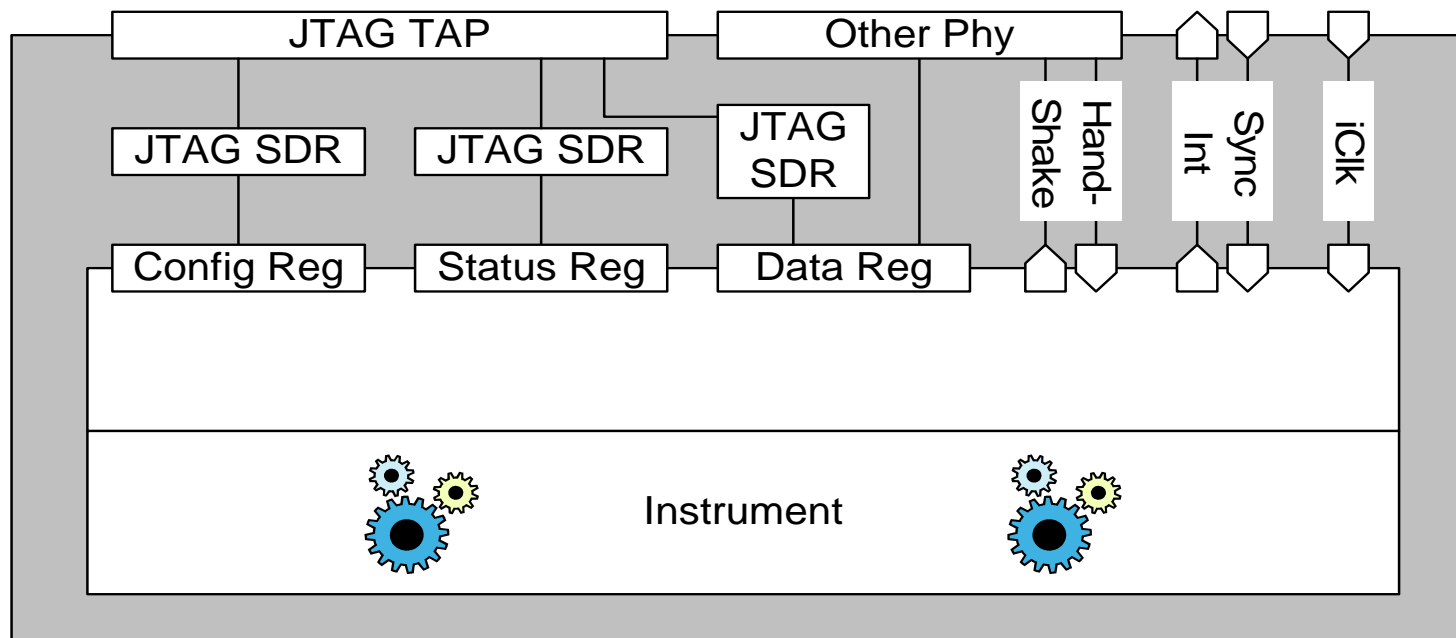 JTAG TAP
Other Phy
JTAG SDR
JTAG SDR
JTAG
SDR
Hand-
Shake
Sync
Int
iClk
Config Reg
Status Reg
Data Reg
Instrument